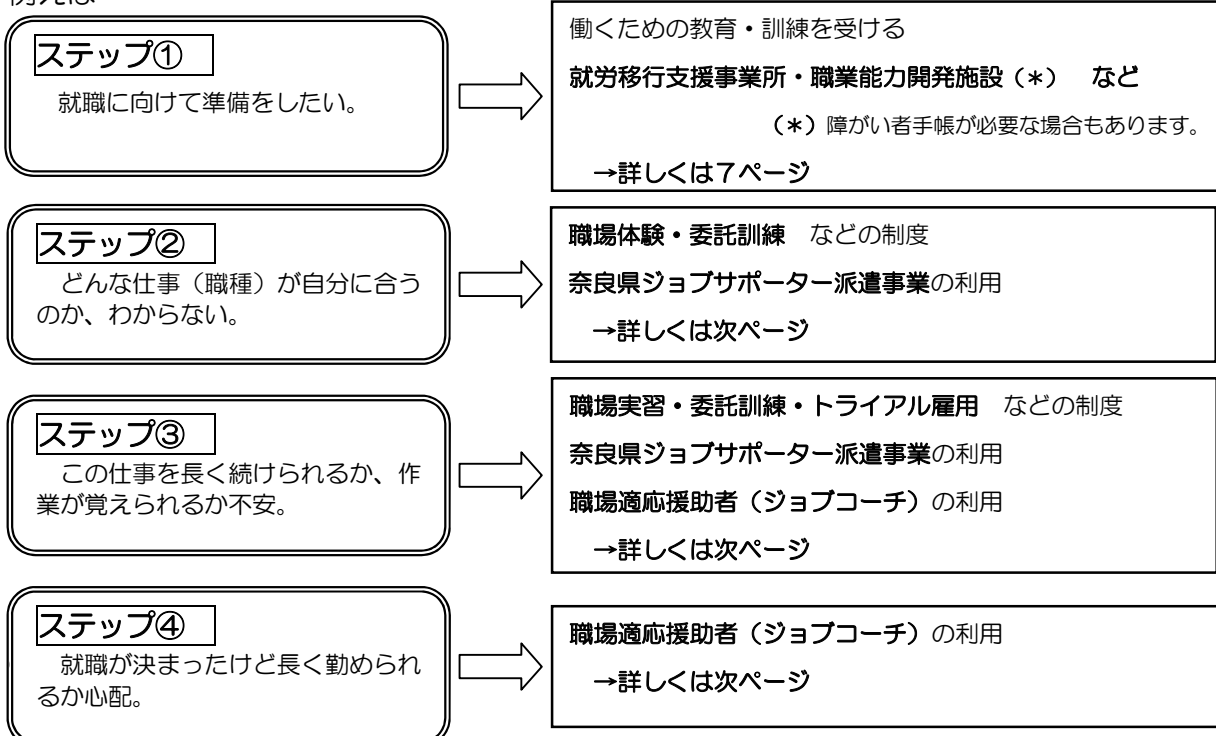 例えば
ステップ①
就職に向けて準備をしたい。
働くための教育・訓練を受ける
就労移行支援事業所・職業能力開発施設（＊）　など
（＊）障がい者手帳が必要な場合もあります。
→詳しくは７ページ
ステップ②
どんな仕事（職種）が自分に合う
のか、わからない。
職場体験・委託訓練　などの制度
奈良県ジョブサポーター派遣事業の利用
→詳しくは次ページ
ステップ③
この仕事を長く続けられるか、作
業が覚えられるか不安。
職場実習・委託訓練・トライアル雇用　などの制度
奈良県ジョブサポーター派遣事業の利用
職場適応援助者（ジョブコーチ）の利用
→詳しくは次ページ
ステップ④
就職が決まったけど長く勤められ
るか心配。
職場適応援助者（ジョブコーチ）の利用
→詳しくは次ページ